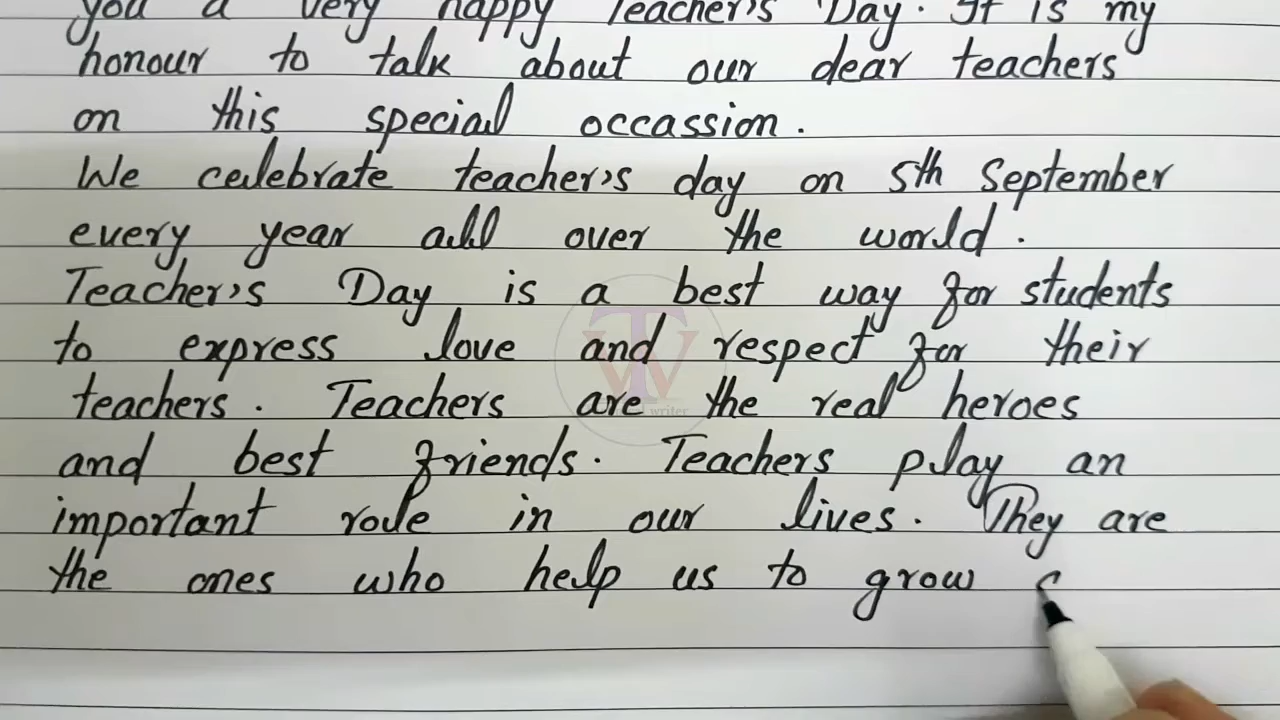 you a very happy Teacher's Day. It is my
honour to talk about our dear teachers
on this special occassion.
We celebrate teacher's day on 5th September
every year all over the world.
Teacher's Day is a best way for students
to express love and respect for their
teachers. Teachers are the real heroes
and best friends. Teachers play an
important role in our lives. They are
the ones who help us to grow
TW
writer